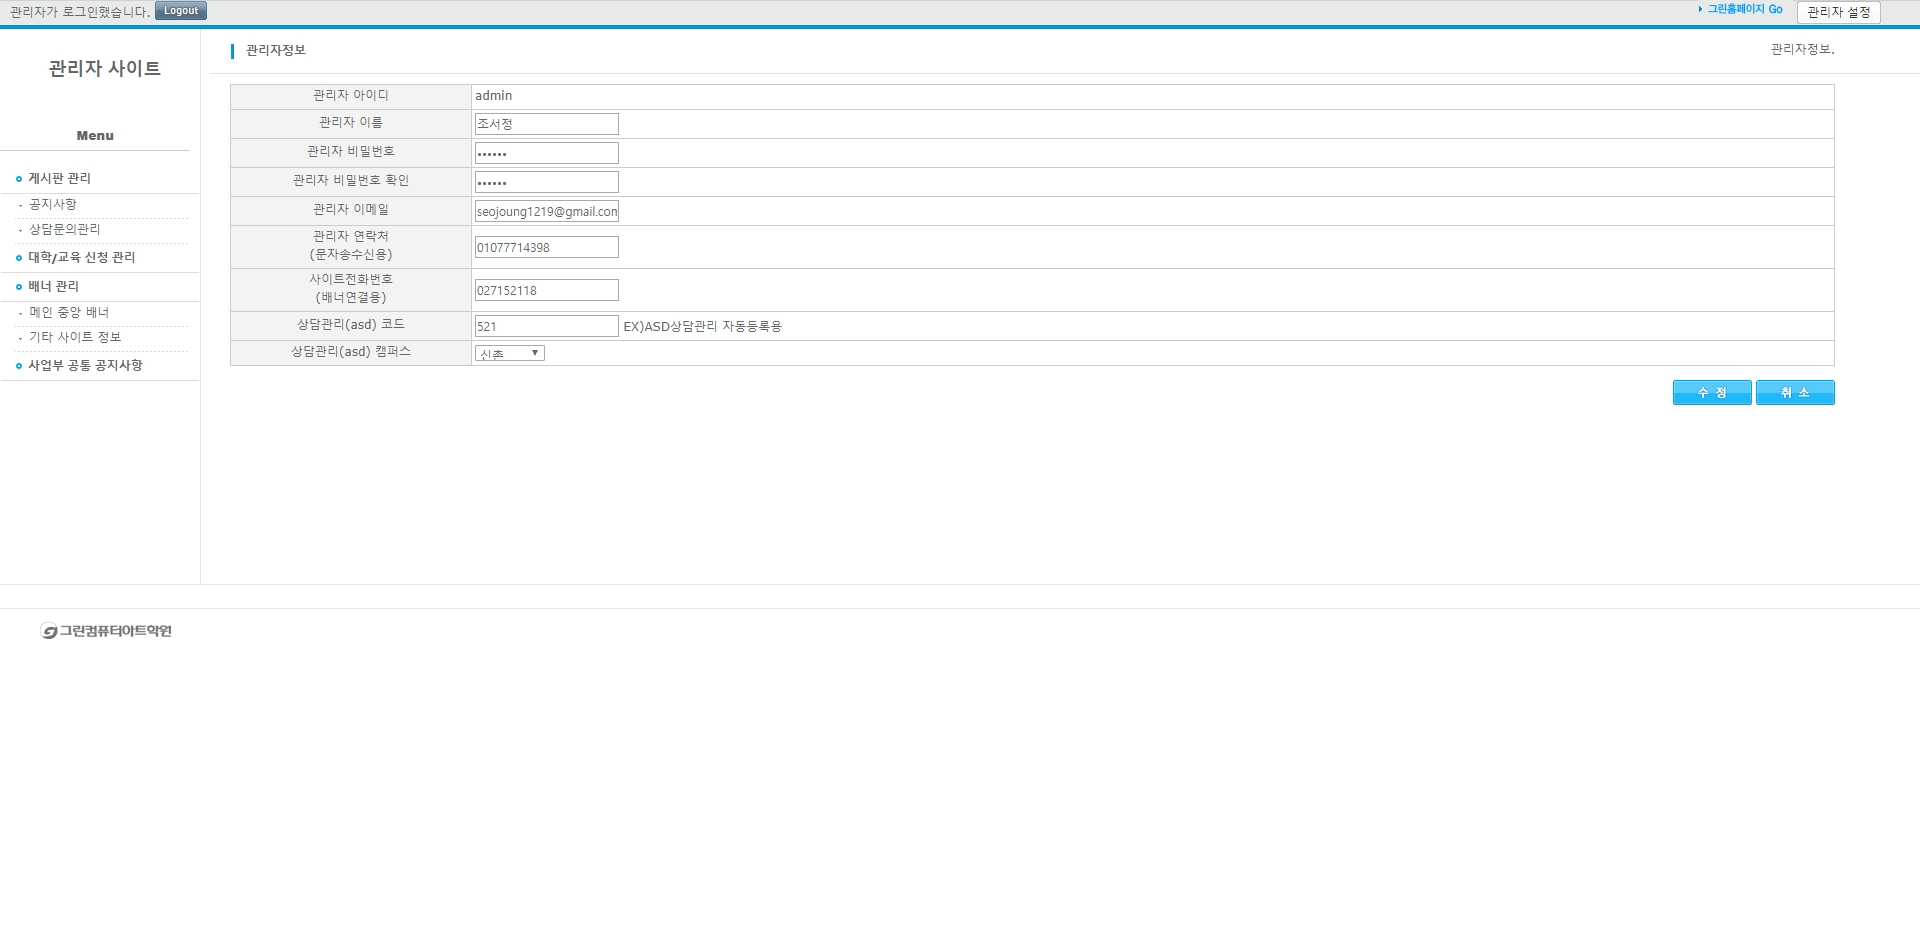 관리자가 로그인했습니다. Logout
그린홈페이지 Go 관리자 설정
관리자 사이트
Menu
게시판 관리
- 공지사항
- 상담문의관리
대학/교육 신청 관리
배너 관리
- 메인 중앙 배너
- 기타 사이트 정보
사업부 공통 공지사항
관리자정보 관리자정보.
관리자 아이디 admin
관리자 이름 조서정
관리자 비밀번호 ••••••
관리자 비밀번호 확인 ••••••
관리자 이메일 seojoung1219@gmail.com
관리자 연락처
(문자송수신용) 01077714398
사이트전화번호
(배너연결용) 027152118
상담관리(asd) 코드 521 EX)ASD상담관리 자동등록용
상담관리(asd) 캠퍼스 신촌
수 정 취 소
그린컴퓨터아트학원